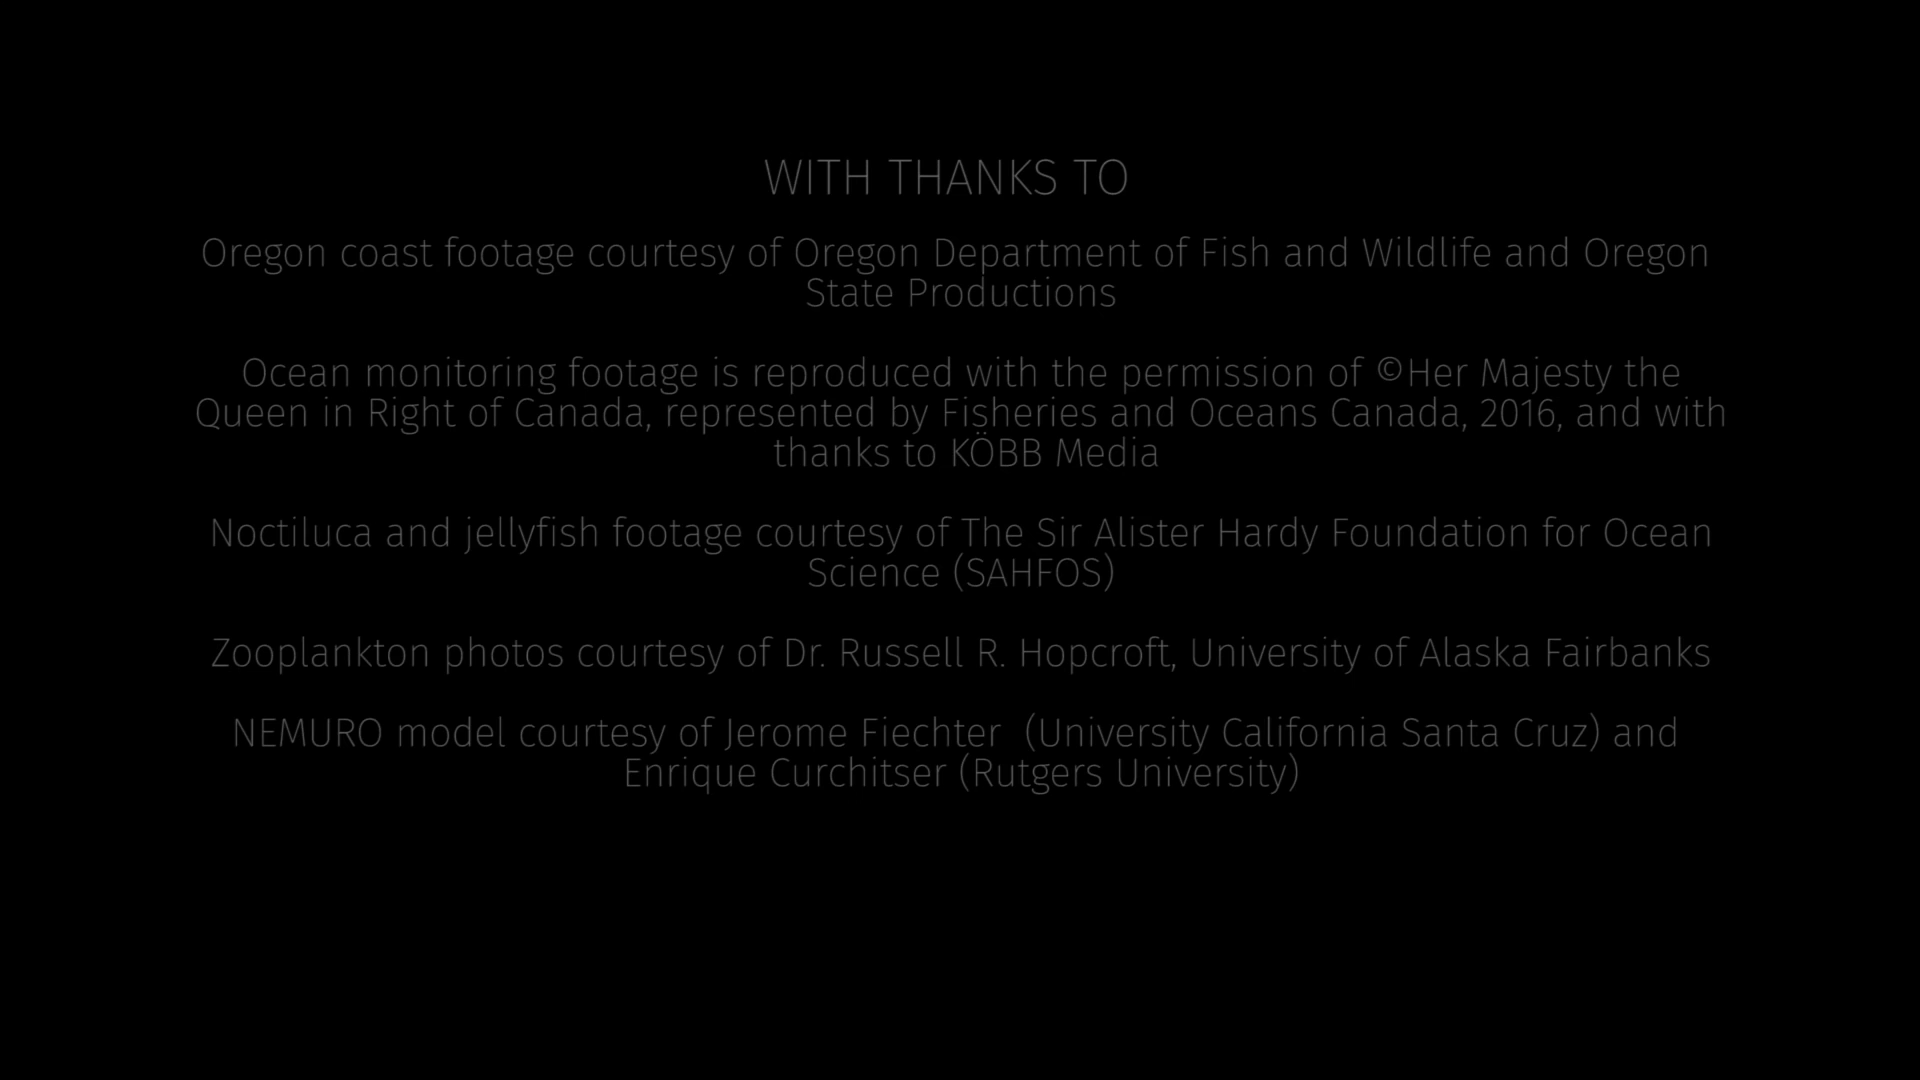 WITH THANKS TO
Oregon coast footage courtesy of Oregon Department of Fish and Wildlife and Oregon
State Productions
Ocean monitoring footage is reproduced with the permission of ©Her Majesty the
Queen in Right of Canada, represented by Fisheries and Oceans Canada, 2016, and with
thanks to KÖBB Media
Noctiluca and jellyfish footage courtesy of The Sir Alister Hardy Foundation for Ocean
Science (SAHFOS)
Zooplankton photos courtesy of Dr. Russell R. Hopcroft, University of Alaska Fairbanks
NEMURO model courtesy of Jerome Fiechter  (University California Santa Cruz) and
Enrique Curchitser (Rutgers University)